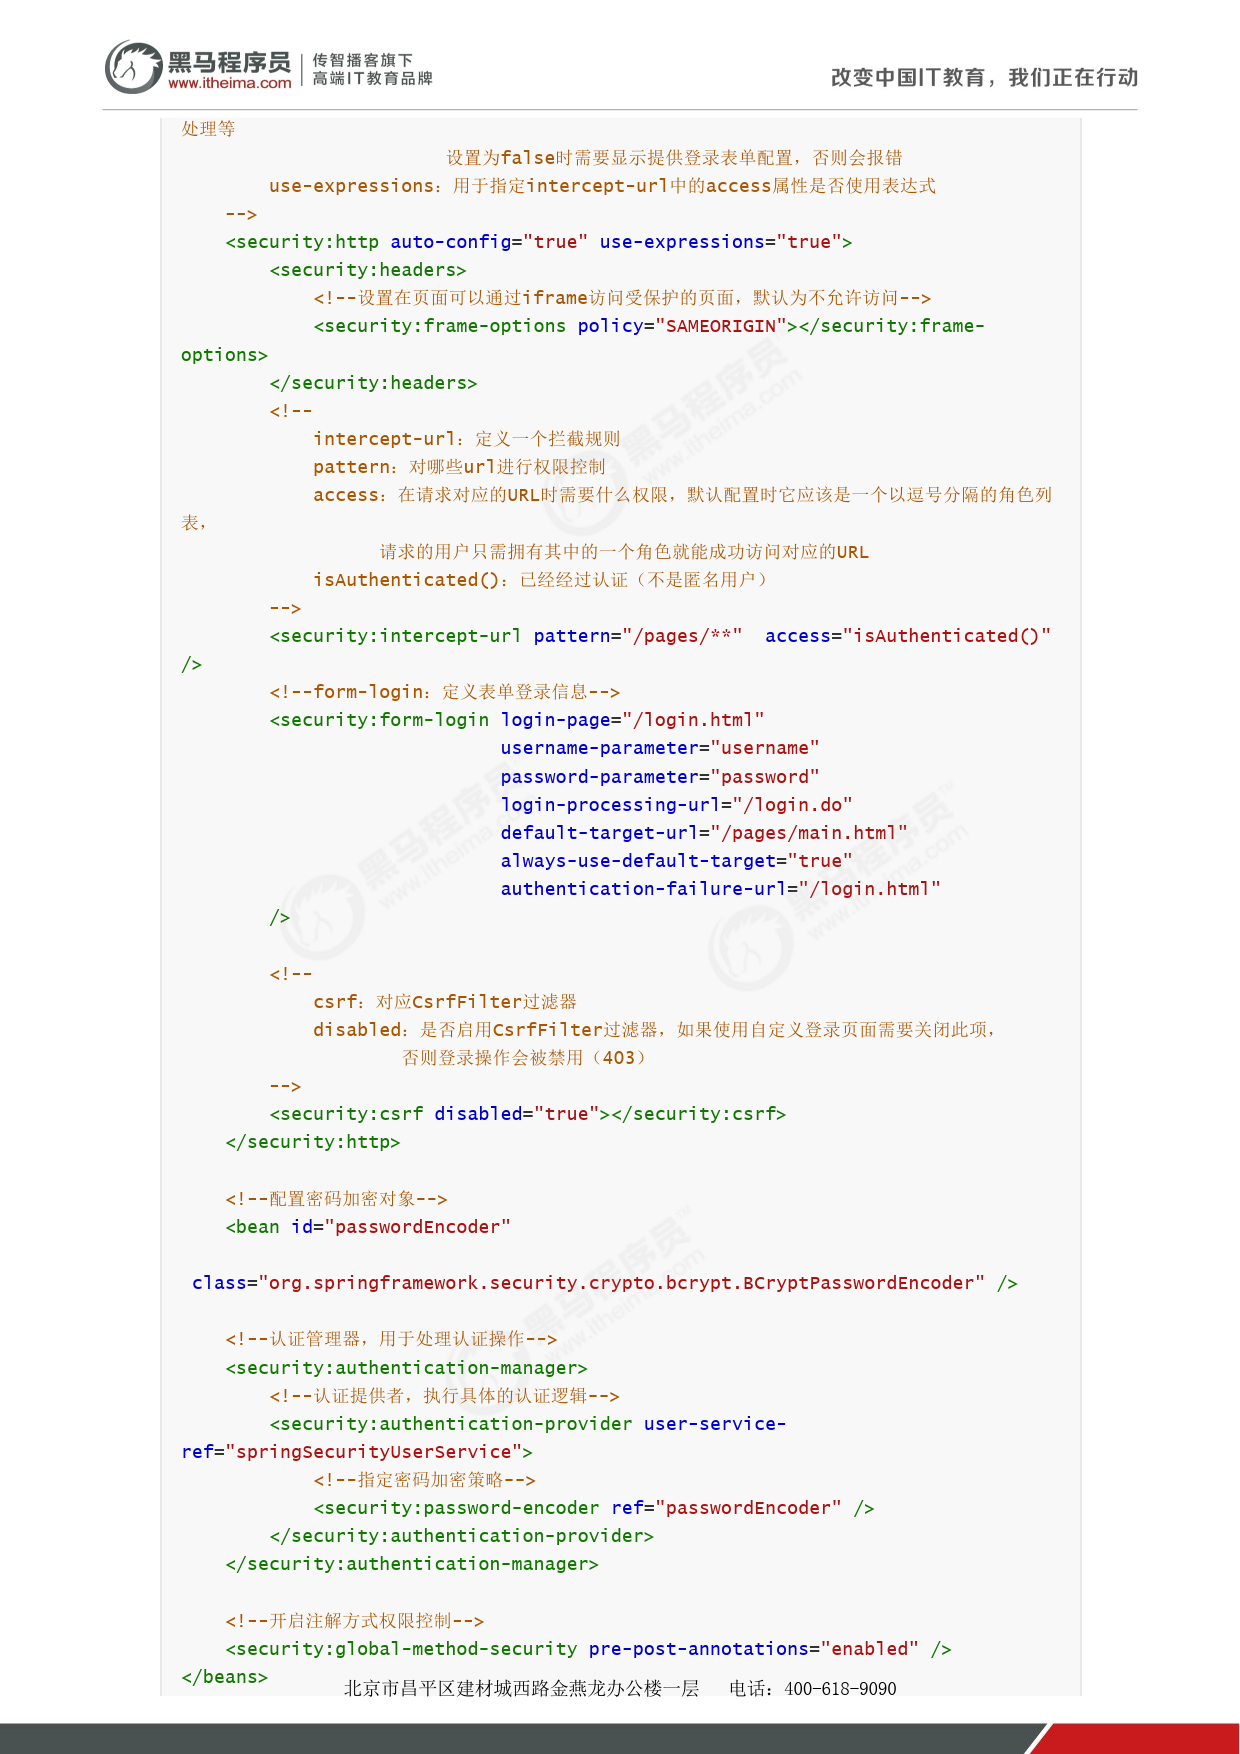 黑马程序员
www.itheima.com
传智播客旗下
高端IT教育品牌
改变中国IT教育，我们正在行动
处理等
设置为false时需要显示提供登录表单配置，否则会报错
use-expressions：用于指定intercept-url中的access属性是否使用表达式
-->
<security:http auto-config="true" use-expressions="true">
<security:headers>
<!--设置在页面可以通过iframe访问受保护的页面，默认为不允许访问-->
<security:frame-options policy="SAMEORIGIN"></security:frame-
options>
</security:headers>
<!--
intercept-url：定义一个拦截规则
pattern：对哪些url进行权限控制
access：在请求对应的URL时需要什么权限，默认配置时它应该是一个以逗号分隔的角色列
表，
请求的用户只需拥有其中的一个角色就能成功访问对应的URL
isAuthenticated()：已经经过认证（不是匿名用户）
-->
<security:intercept-url pattern="/pages/**"  access="isAuthenticated()"
/>
<!--form-login：定义表单登录信息-->
<security:form-login login-page="/login.html"
username-parameter="username"
password-parameter="password"
login-processing-url="/login.do"
default-target-url="/pages/main.html"
always-use-default-target="true"
authentication-failure-url="/login.html"
/>
<!--
csrf：对应CsrfFilter过滤器
disabled：是否启用CsrfFilter过滤器，如果使用自定义登录页面需要关闭此项，
否则登录操作会被禁用（403）
-->
<security:csrf disabled="true"></security:csrf>
</security:http>
<!--配置密码加密对象-->
<bean id="passwordEncoder"
class="org.springframework.security.crypto.bcrypt.BCryptPasswordEncoder" />
<!--认证管理器，用于处理认证操作-->
<security:authentication-manager>
<!--认证提供者，执行具体的认证逻辑-->
<security:authentication-provider user-service-
ref="springSecurityUserService">
<!--指定密码加密策略-->
<security:password-encoder ref="passwordEncoder" />
</security:authentication-provider>
</security:authentication-manager>
<!--开启注解方式权限控制-->
<security:global-method-security pre-post-annotations="enabled" />
</beans>
北京市昌平区建材城西路金燕龙办公楼一层 电话：400-618-9090